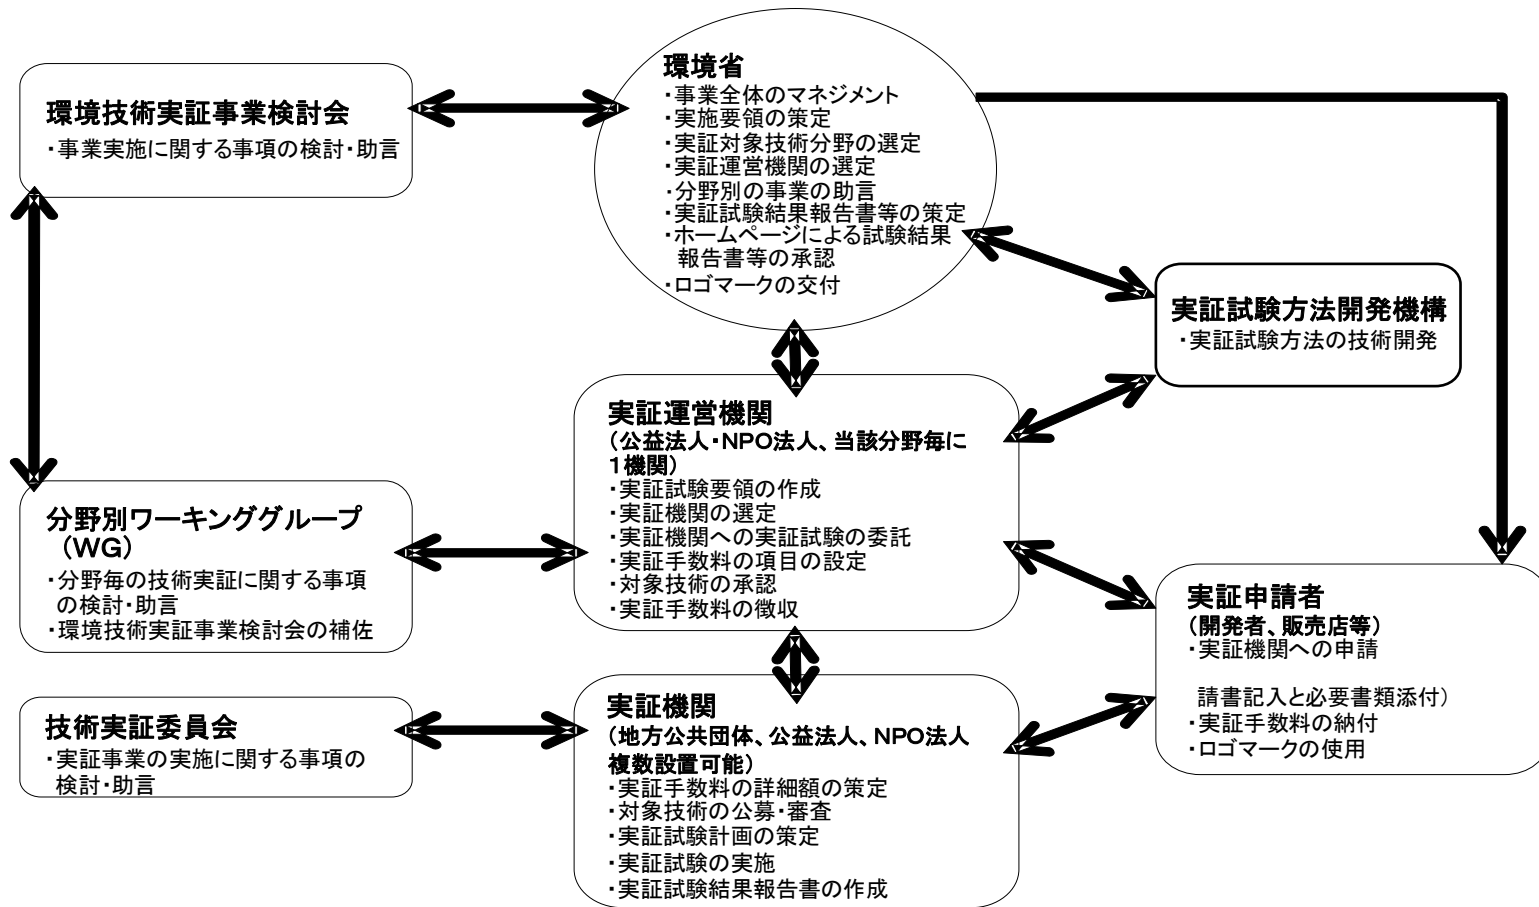 環境技術実証事業検討会
・事業実施に関する事項の検討・助言
環境省
・事業全体のマネジメント
・実施要領の策定
・実証対象技術分野の選定
・実証運営機関の選定
・分野別の事業の助言
・実証試験結果報告書等の策定
・ホームページによる試験結果
報告書等の承認
・ロゴマークの交付
実証試験方法開発機構
・実証試験方法の技術開発
実証運営機関
（公益法人・NPO法人、当該分野毎に
１機関）
・実証試験要領の作成
・実証機関の選定
・実証機関への実証試験の委託
・実証手数料の項目の設定
・対象技術の承認
・実証手数料の徴収
分野別ワーキンググループ
（WG）
・分野毎の技術実証に関する事項
の検討・助言
・環境技術実証事業検討会の補佐
実証申請者
（開発者、販売店等）
・実証機関への申請
請書記入と必要書類添付）
・実証手数料の納付
・ロゴマークの使用
技術実証委員会
・実証事業の実施に関する事項の
検討・助言
実証機関
（地方公共団体、公益法人、NPO法人
複数設置可能）
・実証手数料の詳細額の策定
・対象技術の公募・審査
・実証試験計画の策定
・実証試験の実施
・実証試験結果報告書の作成